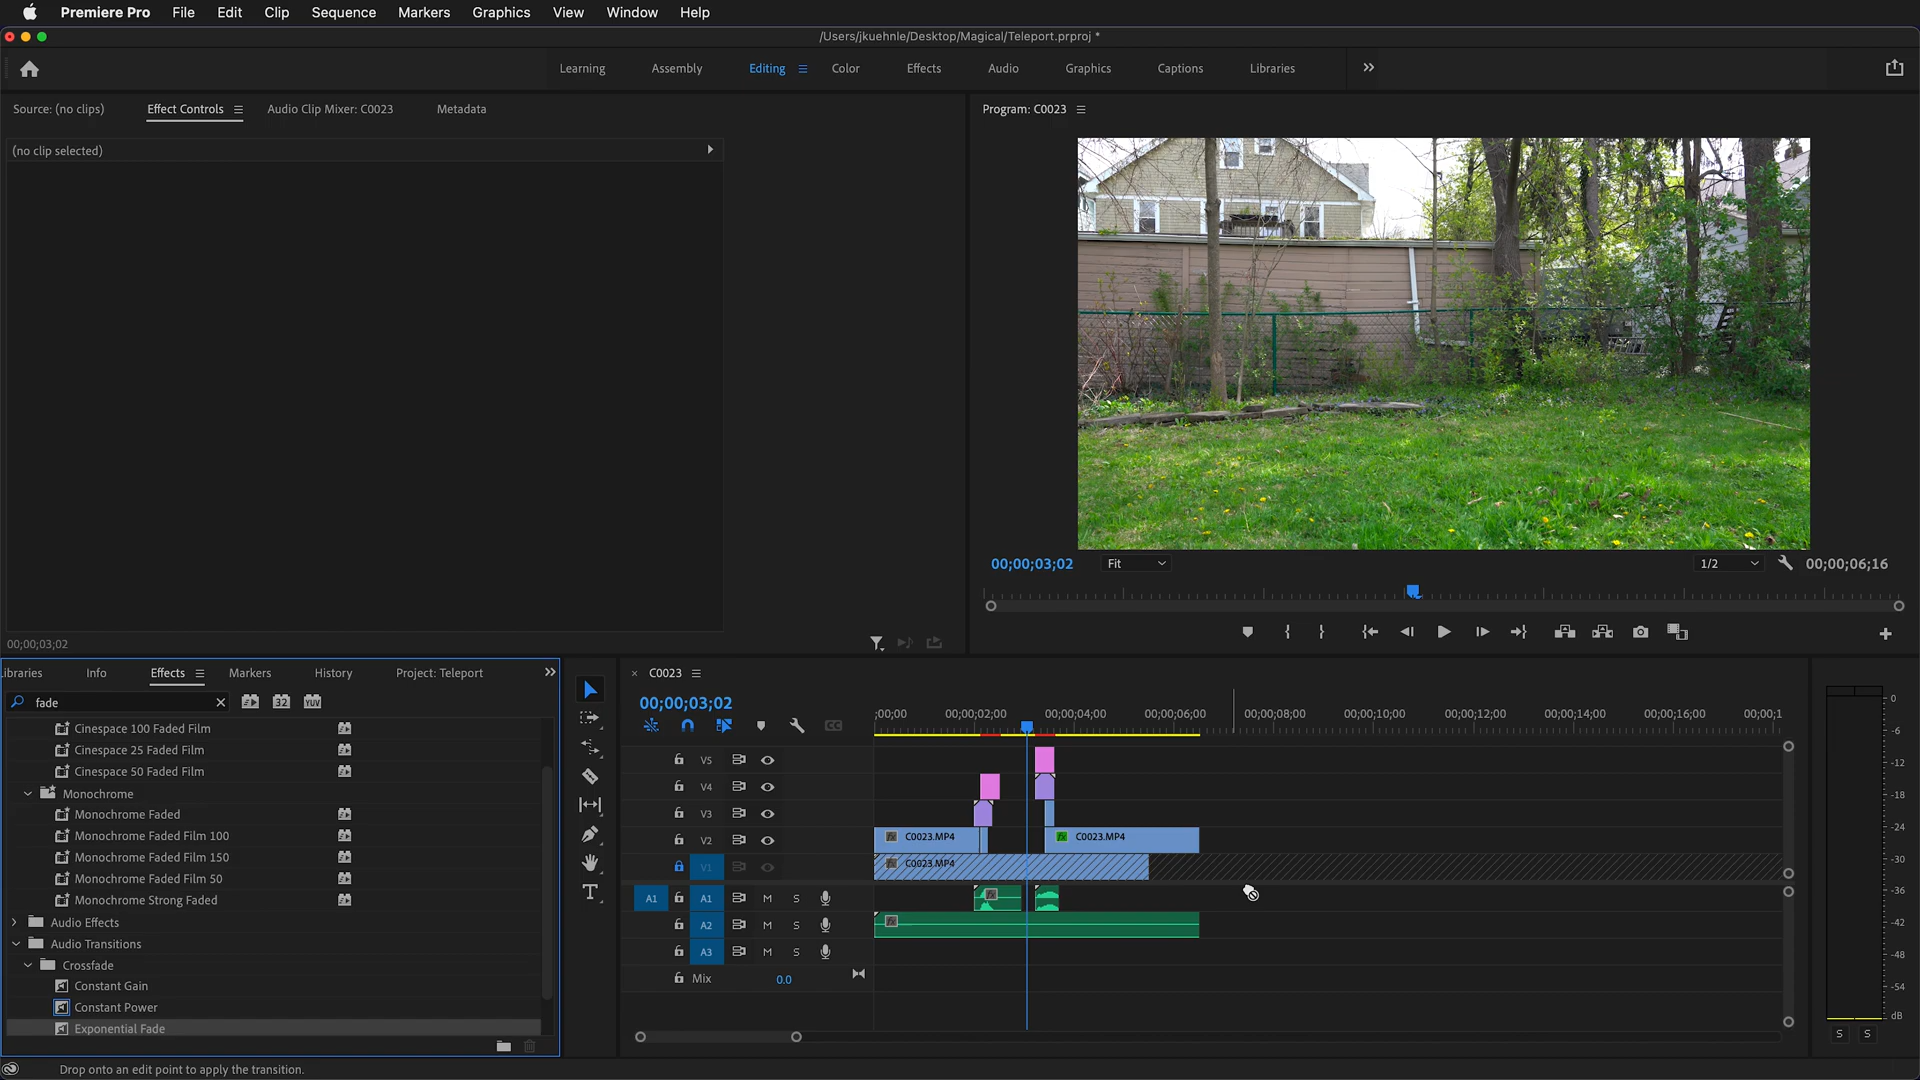 Premiere Pro File Edit Clip Sequence Markers Graphics View Window Help
/Users/jkuehnle/Desktop/Magical/Teleport.prproj *
Learning Assembly Editing Color Effects Audio Graphics Captions Libraries
Source: (no clips) Effect Controls Audio Clip Mixer: C0023 Metadata
Program: C0023
(no clip selected)
00;00;03;02 Fit 1/2 00;00;06;16
00;00;03;02
ibraries Info Effects Markers History Project: Teleport
fade 32 YUV
Cinespace 100 Faded Film
Cinespace 25 Faded Film
Cinespace 50 Faded Film
Monochrome
Monochrome Faded
Monochrome Faded Film 100
Monochrome Faded Film 150
Monochrome Faded Film 50
Monochrome Strong Faded
Audio Effects
Audio Transitions
Crossfade
Constant Gain
Constant Power
Exponential Fade
C0023
00;00;03;02
;00;00 00;00;02;00 00;00;04;00 00;00;06;00 00;00;08;00 00;00;10;00 00;00;12;00 00;00;14;00 00;00;16;00 00;00;1
V5
V4
V3
V2 fx C0023.MP4 fx C0023.MP4
V1 fx C0023.MP4
A1 A1 M S fx
A2 M S fx
A3 M S
Mix 0.0
0
-6
-12
-18
-24
-30
-36
-42
-48
-54
dB
S S
Drop onto an edit point to apply the transition.